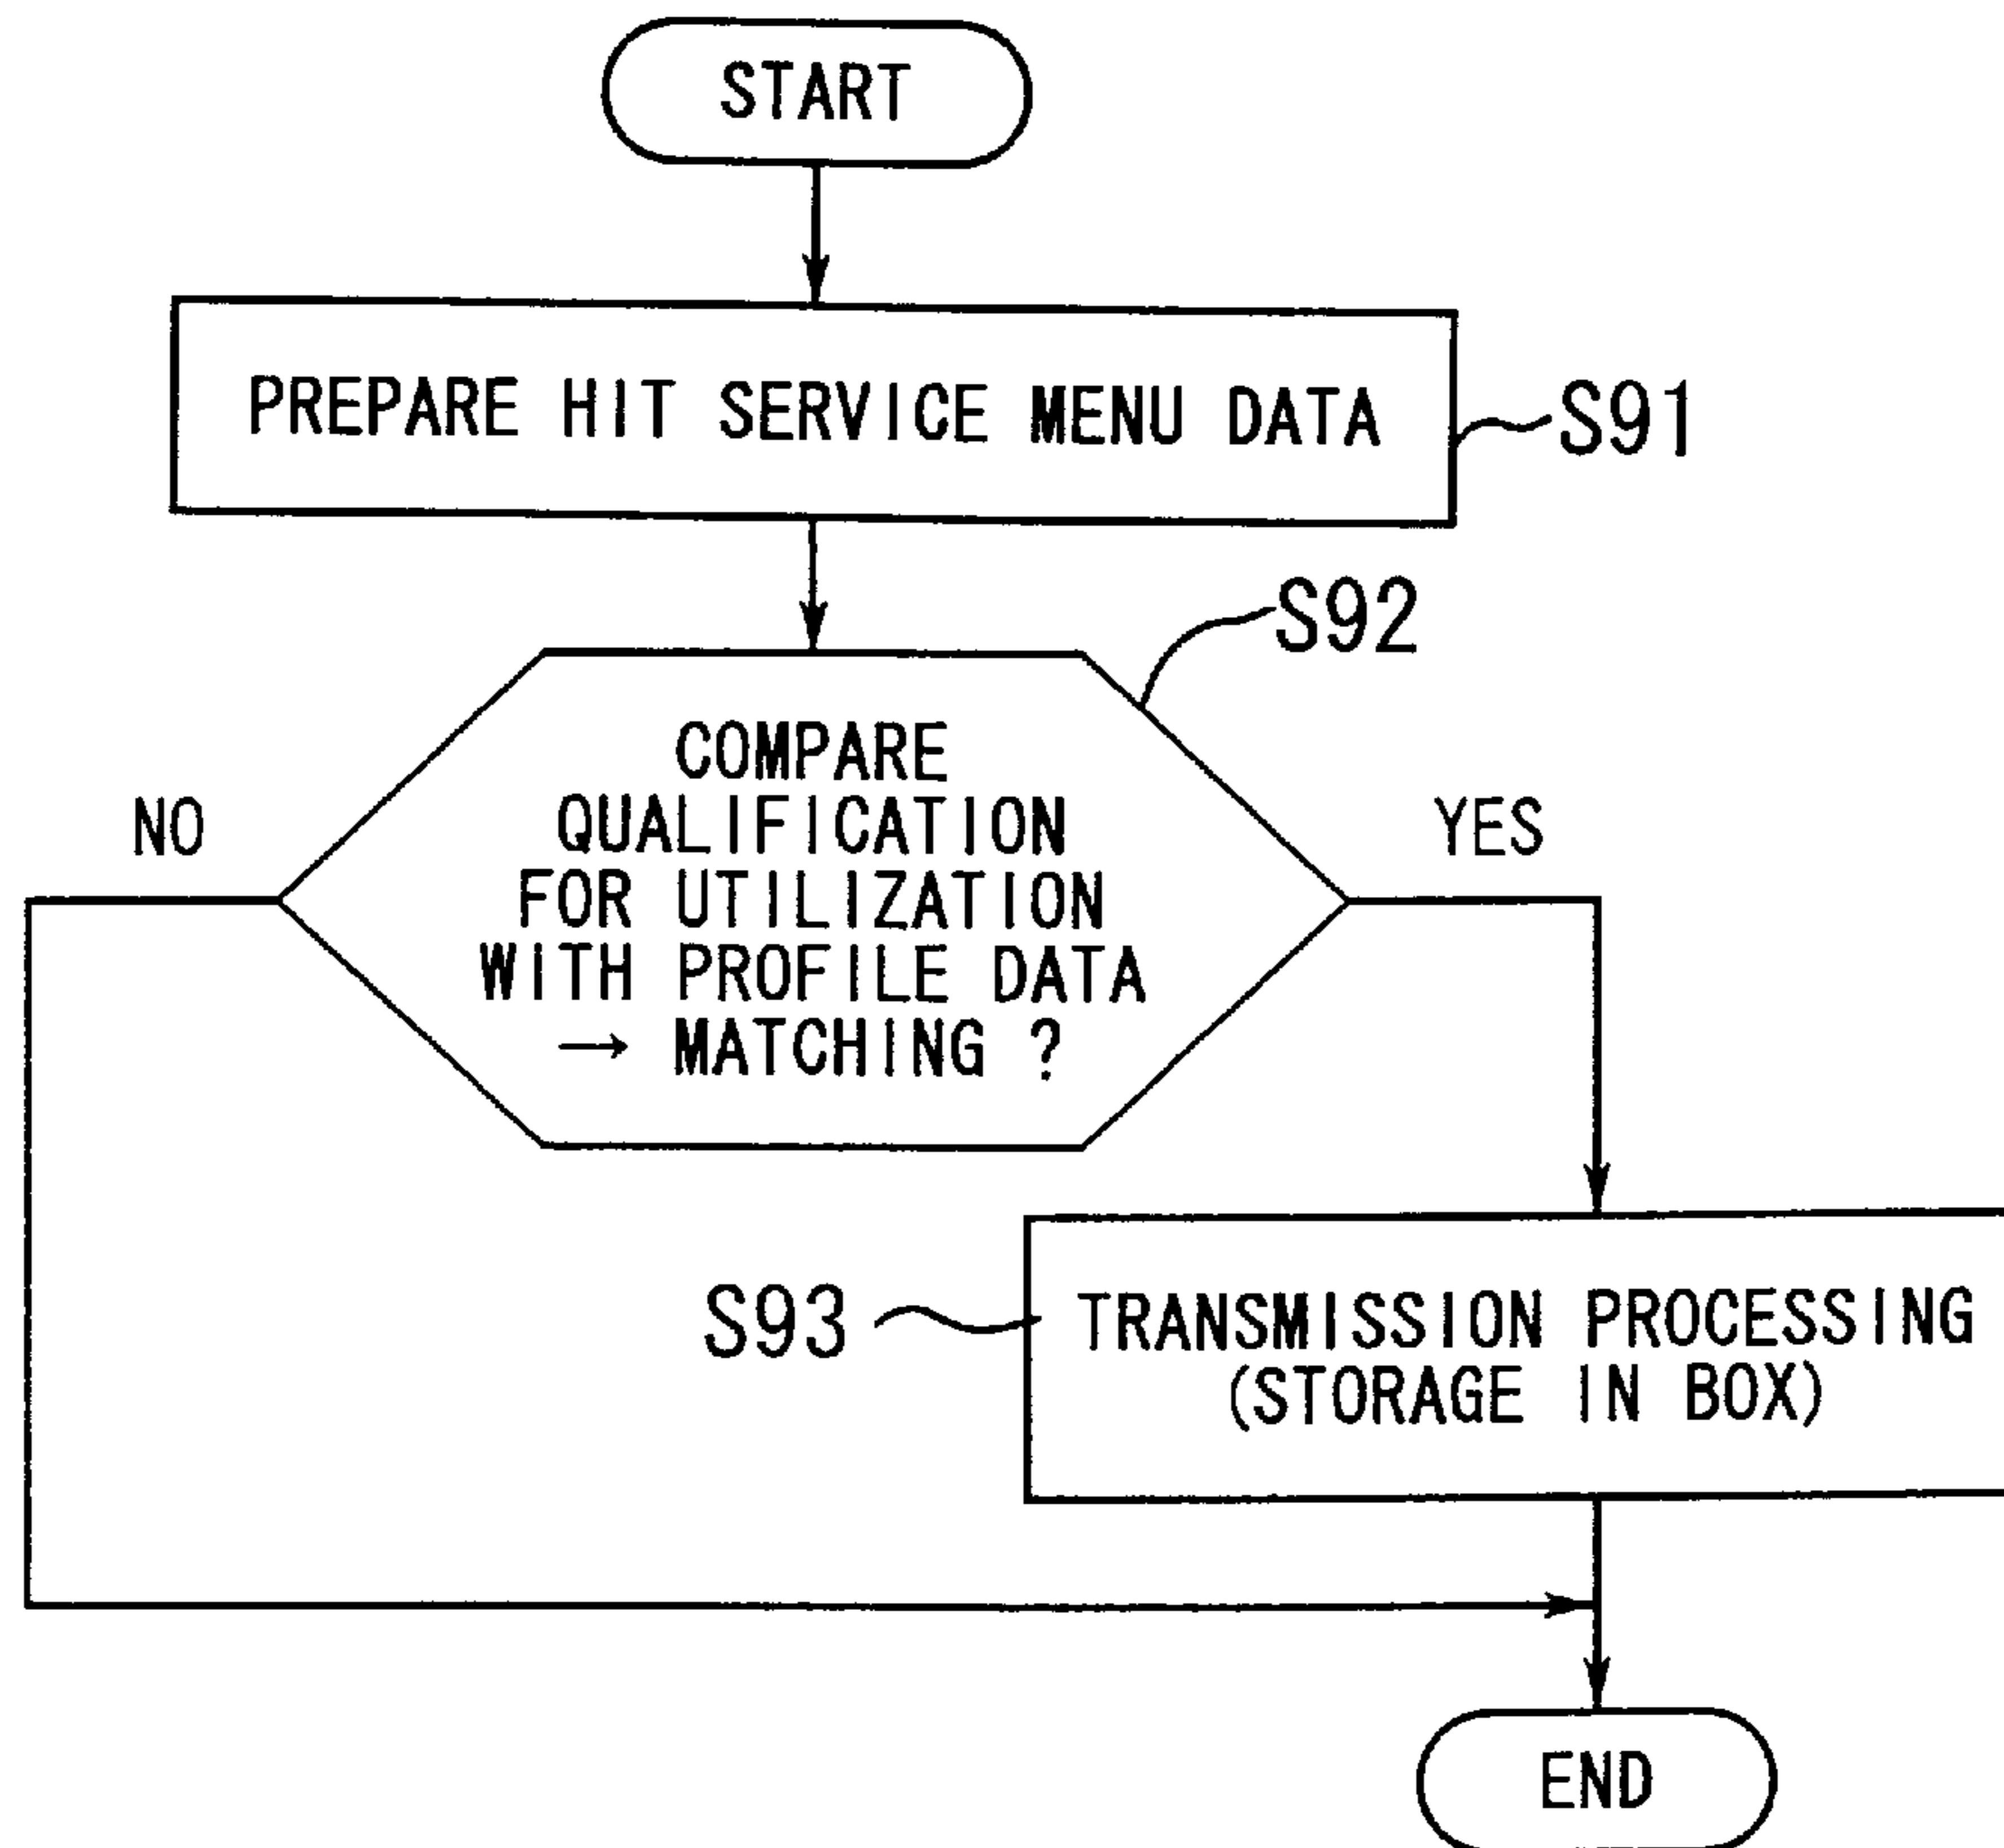 START
PREPARE HIT SERVICE MENU DATA
S91
S92
COMPARE
QUALIFICATION
FOR UTILIZATION
WITH PROFILE DATA
→ MATCHING ?
NO
YES
S93
TRANSMISSION PROCESSING
(STORAGE IN BOX)
END